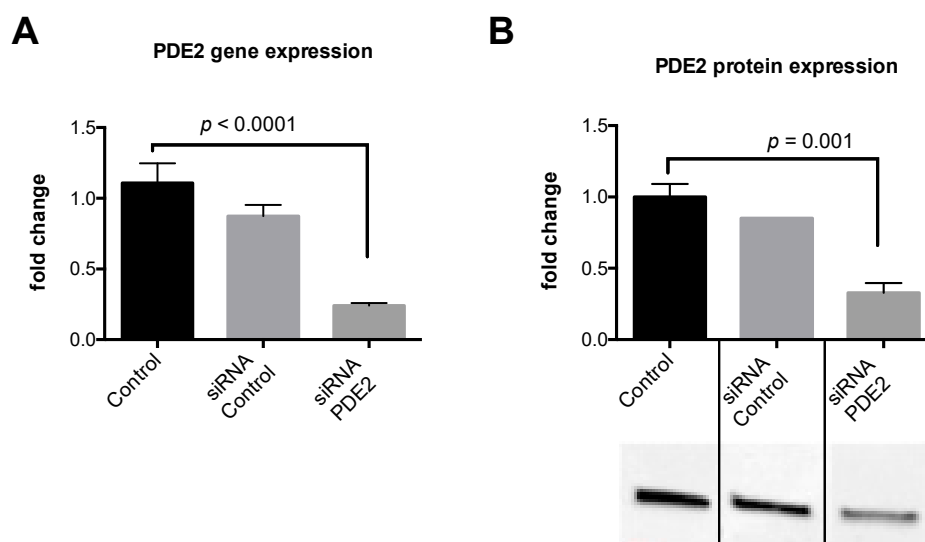 A
PDE2 gene expression
p < 0.0001
fold change
1.5
1.0
0.5
0.0
Control
siRNA
Control
siRNA
PDE2
B
PDE2 protein expression
p = 0.001
fold change
1.5
1.0
0.5
0.0
Control
siRNA
Control
siRNA
PDE2